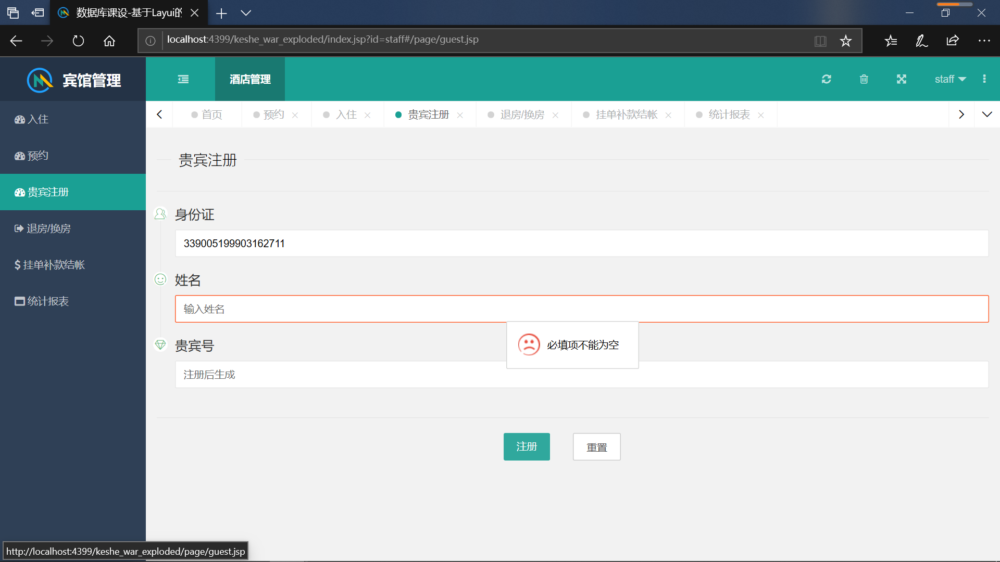 数据库课设-基于Layui的
localhost:4399/keshe_war_exploded/index.jsp?id=staff#/page/guest.jsp
宾馆管理
酒店管理
staff
首页
预约
入住
贵宾注册
退房/换房
挂单补款结帐
统计报表
入住
预约
贵宾注册
退房/换房
挂单补款结帐
统计报表
贵宾注册
身份证
339005199903162711
姓名
输入姓名
必填项不能为空
贵宾号
注册后生成
注册
重置
http://localhost:4399/keshe_war_exploded/page/guest.jsp